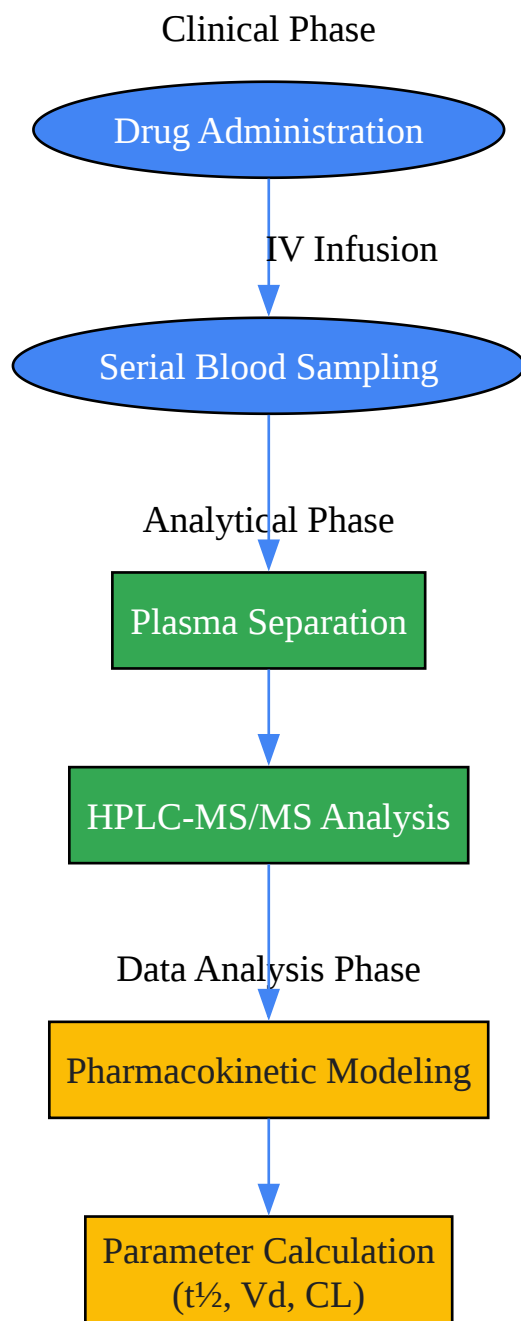 Clinical Phase
Drug Administration
IV Infusion
Serial Blood Sampling
Analytical Phase
Plasma Separation
HPLC-MS/MS Analysis
Data Analysis Phase
Pharmacokinetic Modeling
Parameter Calculation
(t½, Vd, CL)